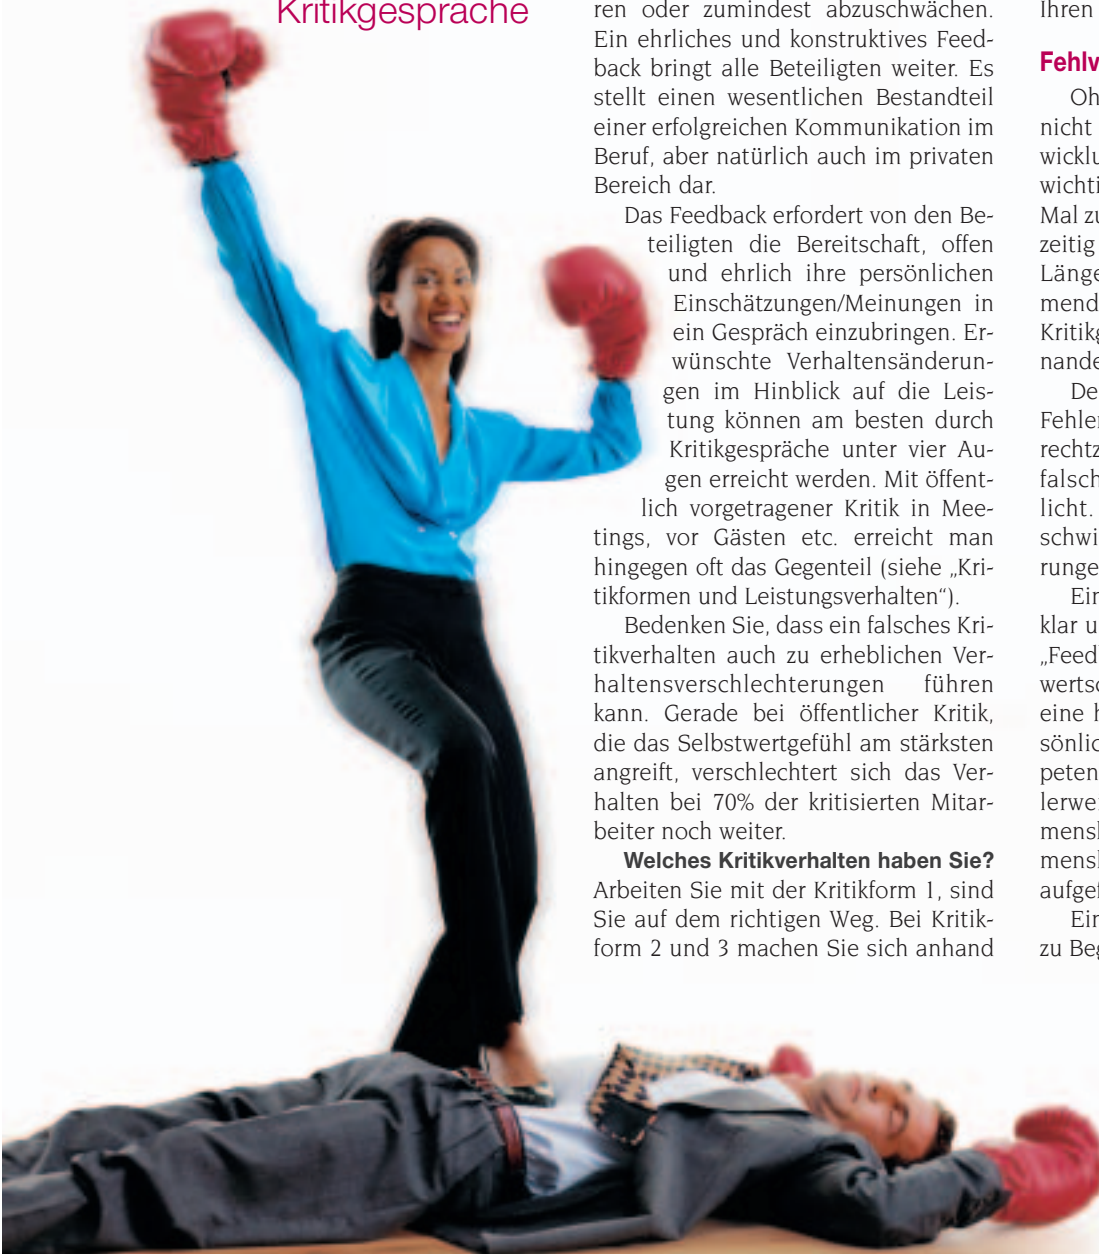 Kritikgespräche
ren oder zumindest abzuschwächen.
Ein ehrliches und konstruktives Feed-
back bringt alle Beteiligten weiter. Es
stellt einen wesentlichen Bestandteil
einer erfolgreichen Kommunikation im
Beruf, aber natürlich auch im privaten
Bereich dar.
Das Feedback erfordert von den Be-
teiligten die Bereitschaft, offen
und ehrlich ihre persönlichen
Einschätzungen/Meinungen in
ein Gespräch einzubringen. Er-
wünschte Verhaltensänderun-
gen im Hinblick auf die Leis-
tung können am besten durch
Kritikgespräche unter vier Au-
gen erreicht werden. Mit öffent-
lich vorgetragener Kritik in Mee-
tings, vor Gästen etc. erreicht man
hingegen oft das Gegenteil (siehe „Kri-
tikformen und Leistungsverhalten“).
Bedenken Sie, dass ein falsches Kri-
tikverhalten auch zu erheblichen Ver-
haltensverschlechterungen führen
kann. Gerade bei öffentlicher Kritik,
die das Selbstwertgefühl am stärksten
angreift, verschlechtert sich das Ver-
halten bei 70% der kritisierten Mitar-
beiter noch weiter.
Welches Kritikverhalten haben Sie?
Arbeiten Sie mit der Kritikform 1, sind
Sie auf dem richtigen Weg. Bei Kritik-
form 2 und 3 machen Sie sich anhand
Ihren
Fehlv
Oh
nicht
wicklu
wichti
Mal zu
zeitig
Länge
mend
Kritikg
nande
De
Fehler
rechtz
falsch
licht.
schwi
runge
Ein
klar u
„Feed
wertsc
eine h
sönlic
peten
lerwei
mensk
mensk
aufgef
Ein
zu Beg